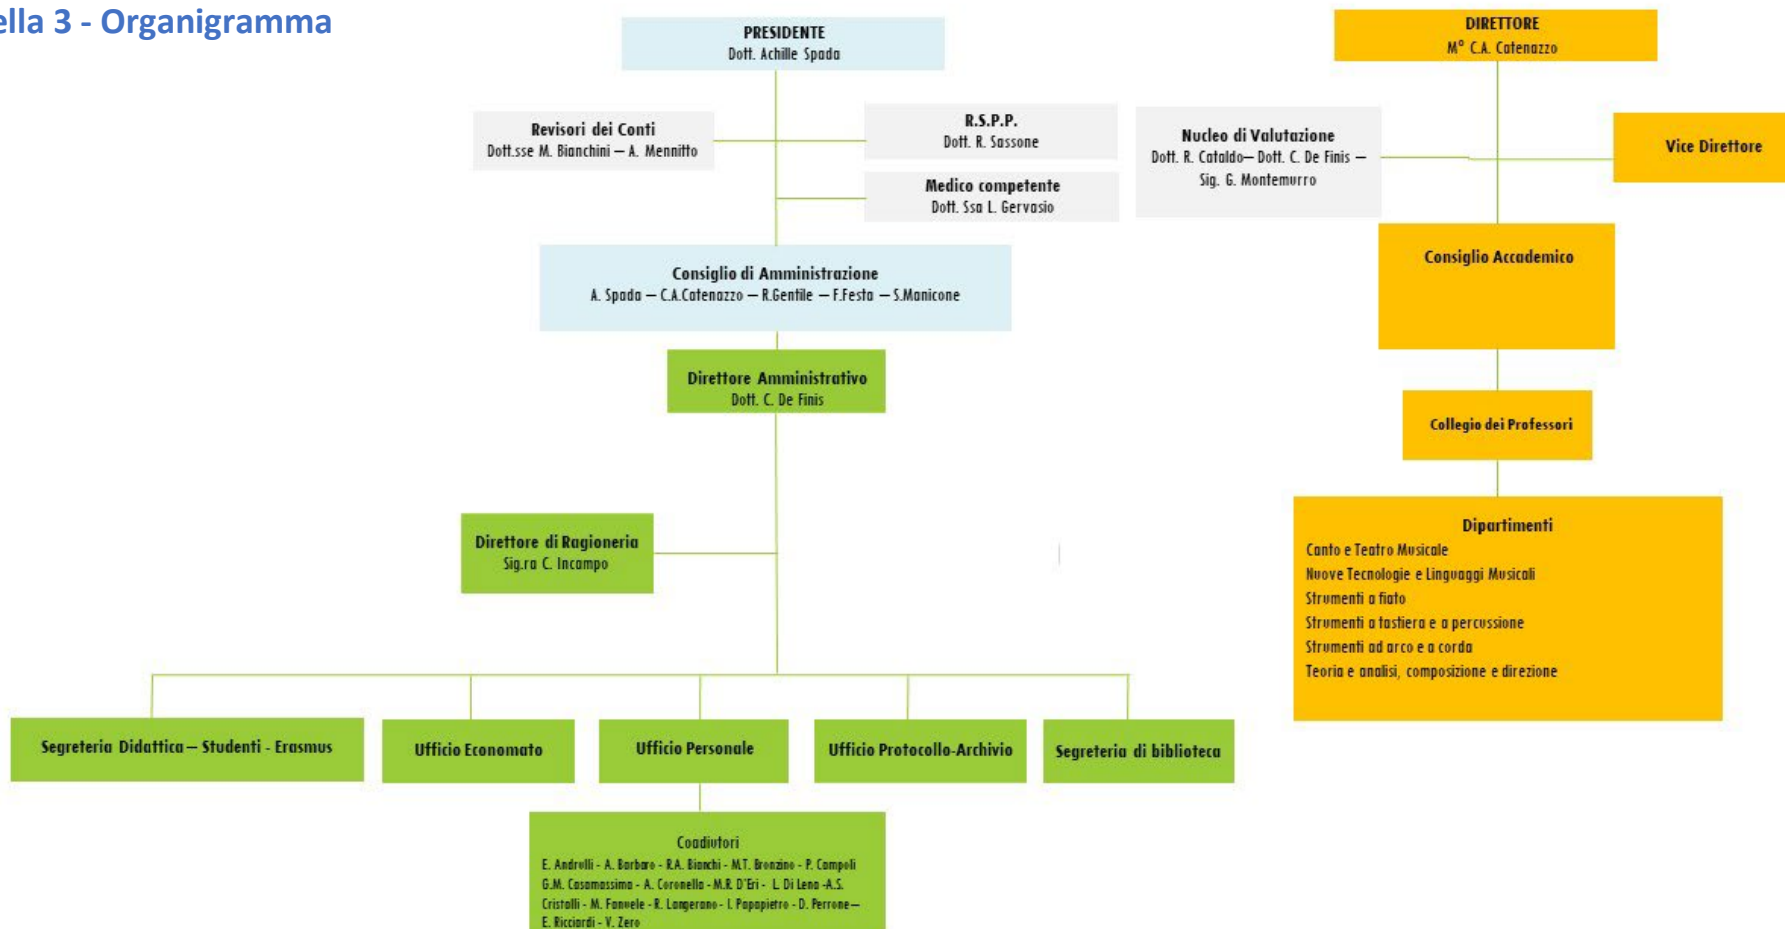 ella 3 - Organigramma
PRESIDENTE
Dott. Achille Spada
Revisori dei Conti
Dott.sse M. Bianchini – A. Mennitto
R.S.P.P.
Dott. R. Sassone
Medico competente
Dott. Ssa L. Gervasio
Consiglio di Amministrazione
A. Spada – C.A.Catenazzo – R.Gentile – F.Festa – S.Manicone
Direttore Amministrativo
Dott. C. De Finis
Direttore di Ragioneria
Sig.ra C. Incampo
Segreteria Didattica – Studenti - Erasmus
Ufficio Economato
Ufficio Personale
Ufficio Protocollo-Archivio
Segreteria di biblioteca
Coadiutori
E. Andrulli - A. Barbaro - R.A. Bianchi - M.T. Bronzino - P. Campoli
G.M. Casamassima - A. Coronella - M.R. D'Eri - L. Di Lena -A.S.
Cristalli - M. Fanuele - R. Langerano - I. Papapietro - D. Perrone–
E. Ricciardi - V. Zero
DIRETTORE
M° C.A. Catenazzo
Nucleo di Valutazione
Dott. R. Cataldo– Dott. C. De Finis –
Sig. G. Montemurro
Vice Direttore
Consiglio Accademico
Collegio dei Professori
Dipartimenti
Canto e Teatro Musicale
Nuove Tecnologie e Linguaggi Musicali
Strumenti a fiato
Strumenti a tastiera e a percussione
Strumenti ad arco e a corda
Teoria e analisi, composizione e direzione